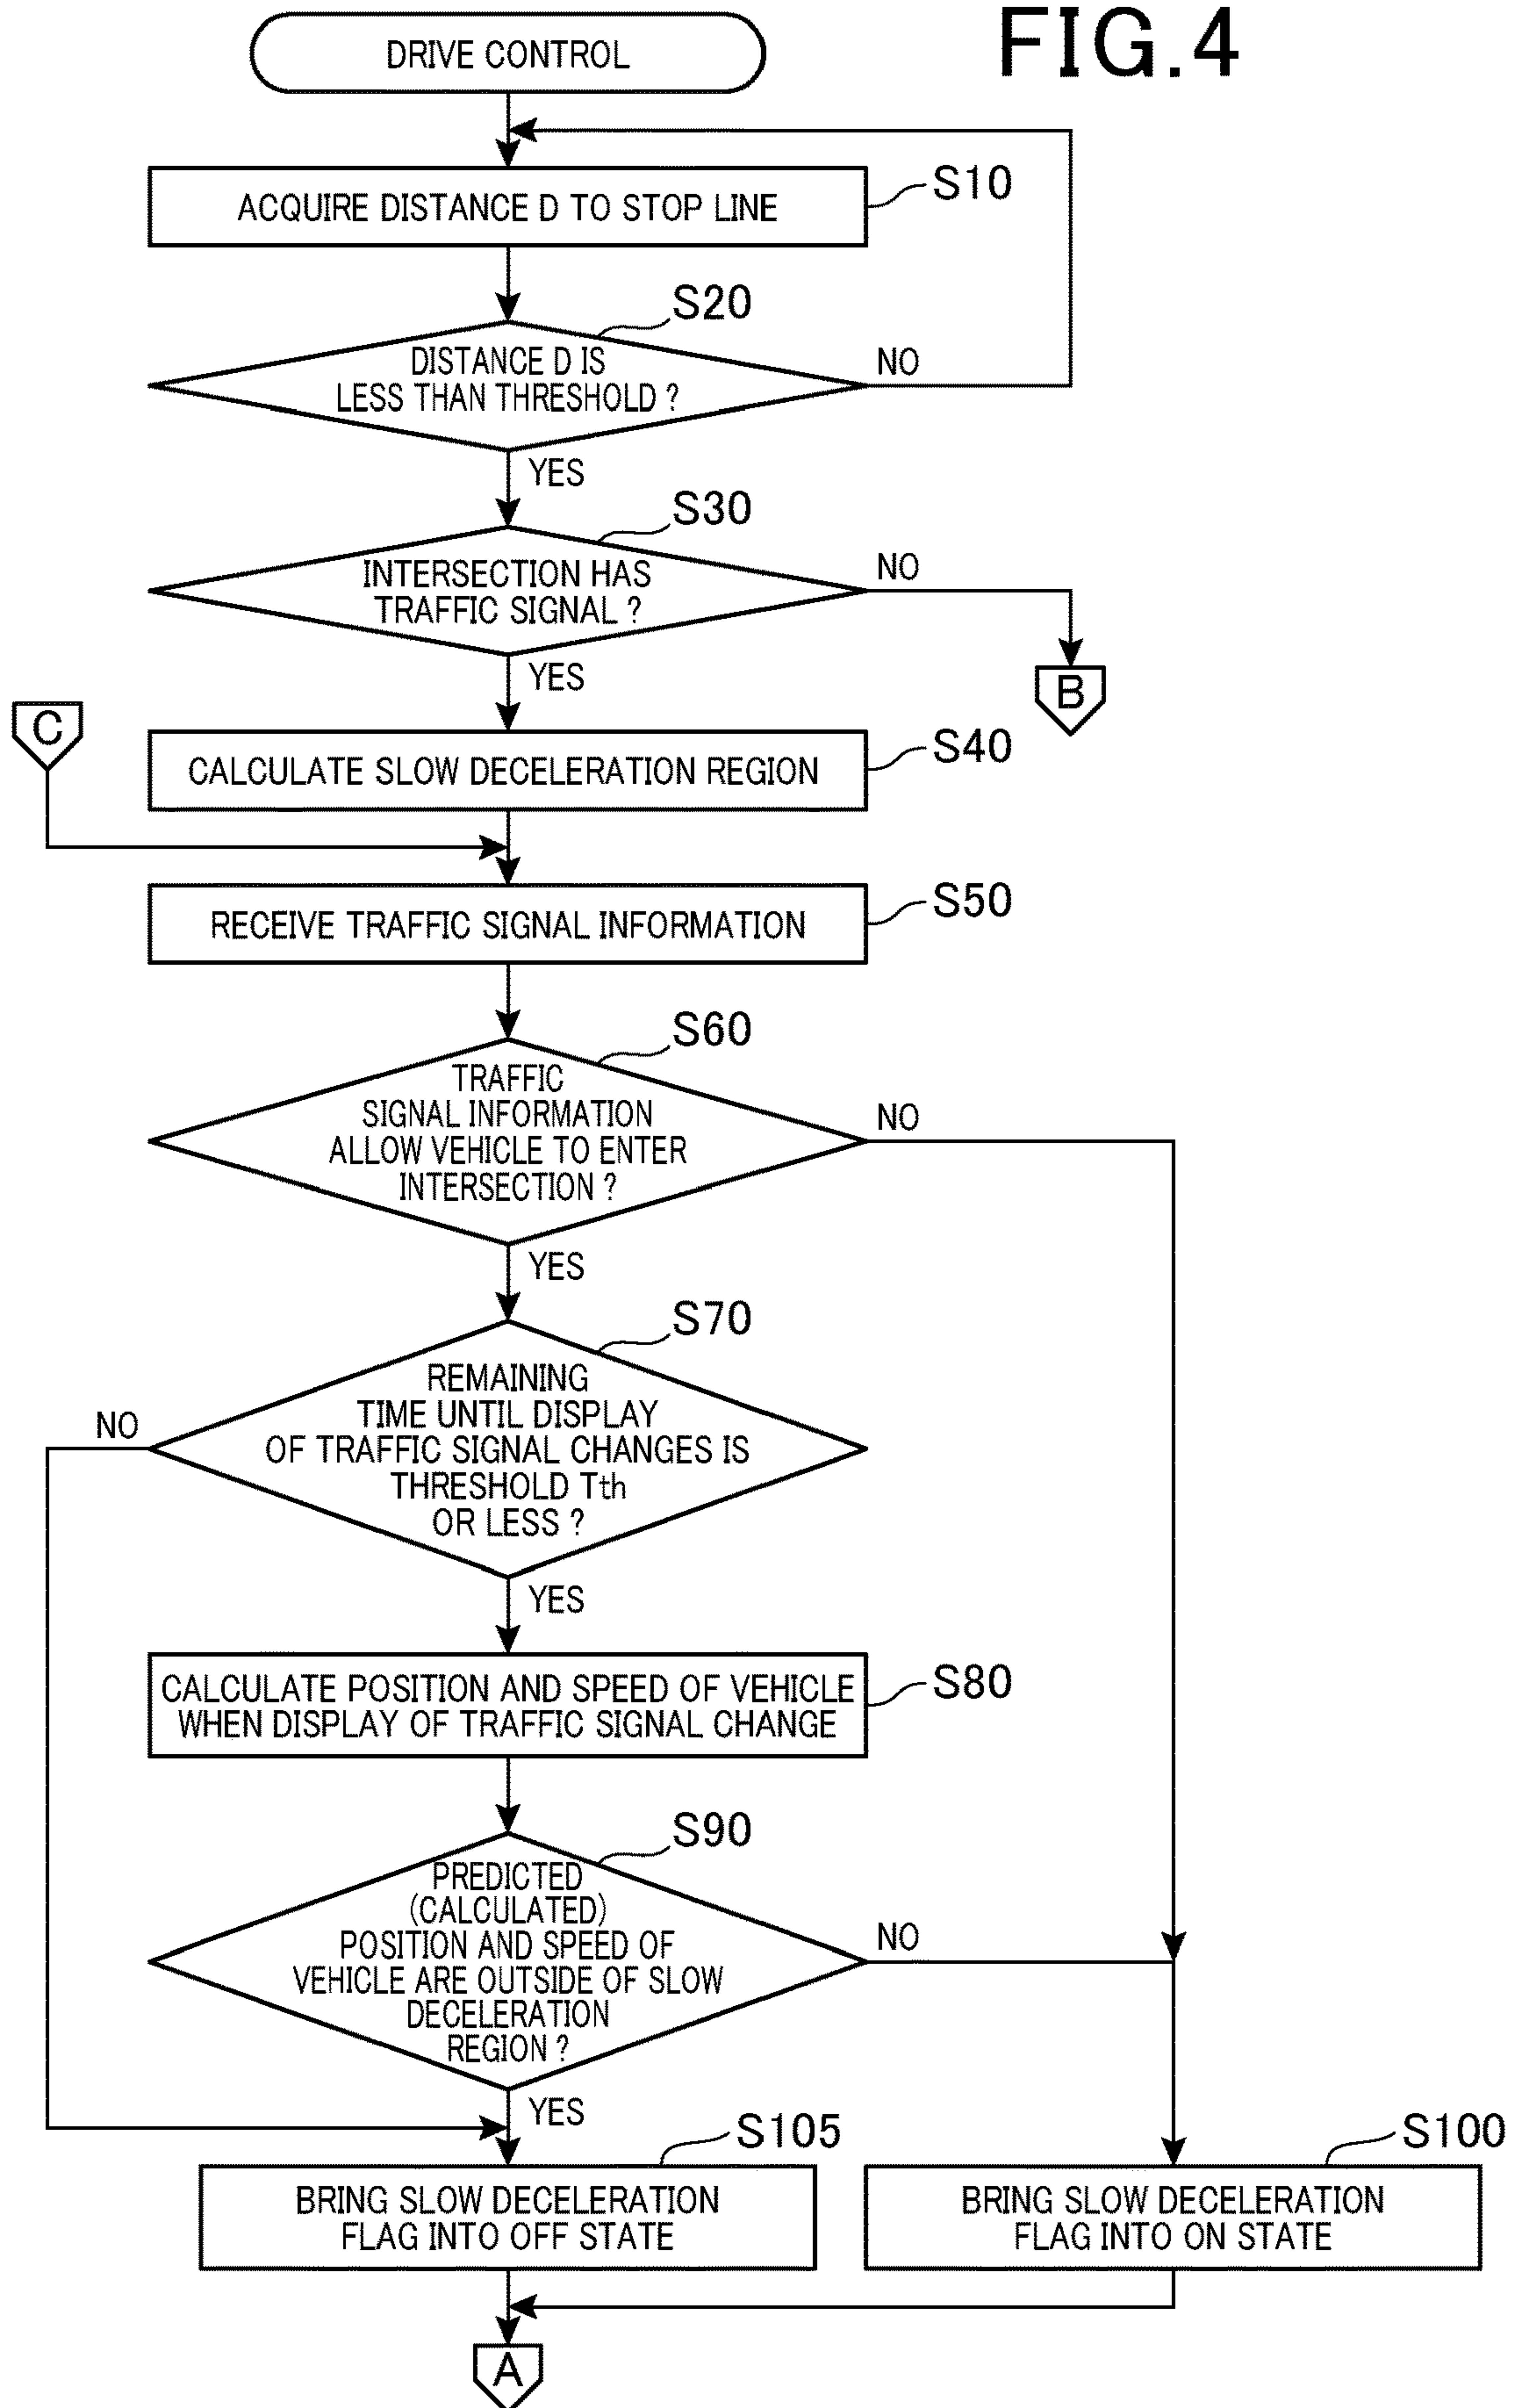 FIG.4
DRIVE CONTROL
S10
ACQUIRE DISTANCE D TO STOP LINE
S20
DISTANCE D IS
LESS THAN THRESHOLD ?
NO
YES
S30
INTERSECTION HAS
TRAFFIC SIGNAL ?
NO
YES
B
C
S40
CALCULATE SLOW DECELERATION REGION
S50
RECEIVE TRAFFIC SIGNAL INFORMATION
S60
TRAFFIC
SIGNAL INFORMATION
ALLOW VEHICLE TO ENTER
INTERSECTION ?
NO
YES
S70
REMAINING
TIME UNTIL DISPLAY
OF TRAFFIC SIGNAL CHANGES IS
THRESHOLD Tth
OR LESS ?
NO
YES
S80
CALCULATE POSITION AND SPEED OF VEHICLE
WHEN DISPLAY OF TRAFFIC SIGNAL CHANGE
S90
PREDICTED
(CALCULATED)
POSITION AND SPEED OF
VEHICLE ARE OUTSIDE OF SLOW
DECELERATION
REGION ?
NO
YES
S105
BRING SLOW DECELERATION
FLAG INTO OFF STATE
S100
BRING SLOW DECELERATION
FLAG INTO ON STATE
A